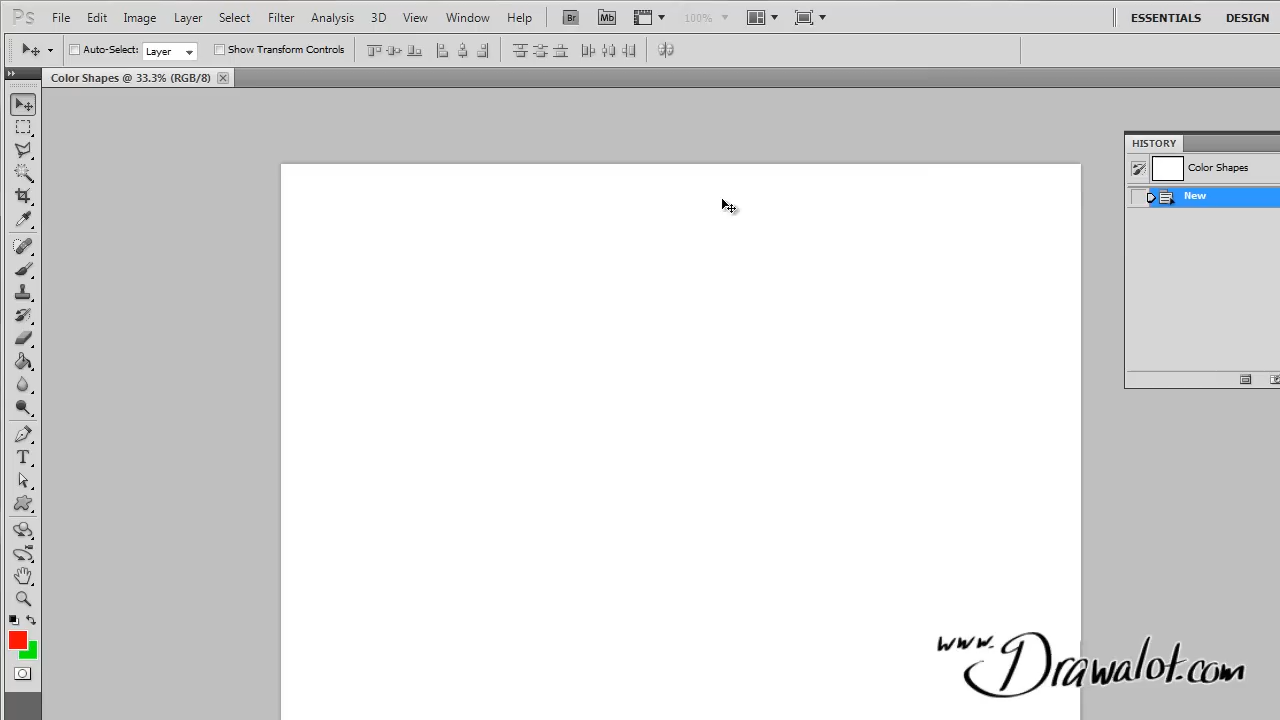 Ps File Edit Image Layer Select Filter Analysis 3D View Window Help Br Mb 100% ESSENTIALS DESIGN
Auto-Select: Layer Show Transform Controls
Color Shapes @ 33.3% (RGB/8)
HISTORY
Color Shapes
New
www.Drawalot.com